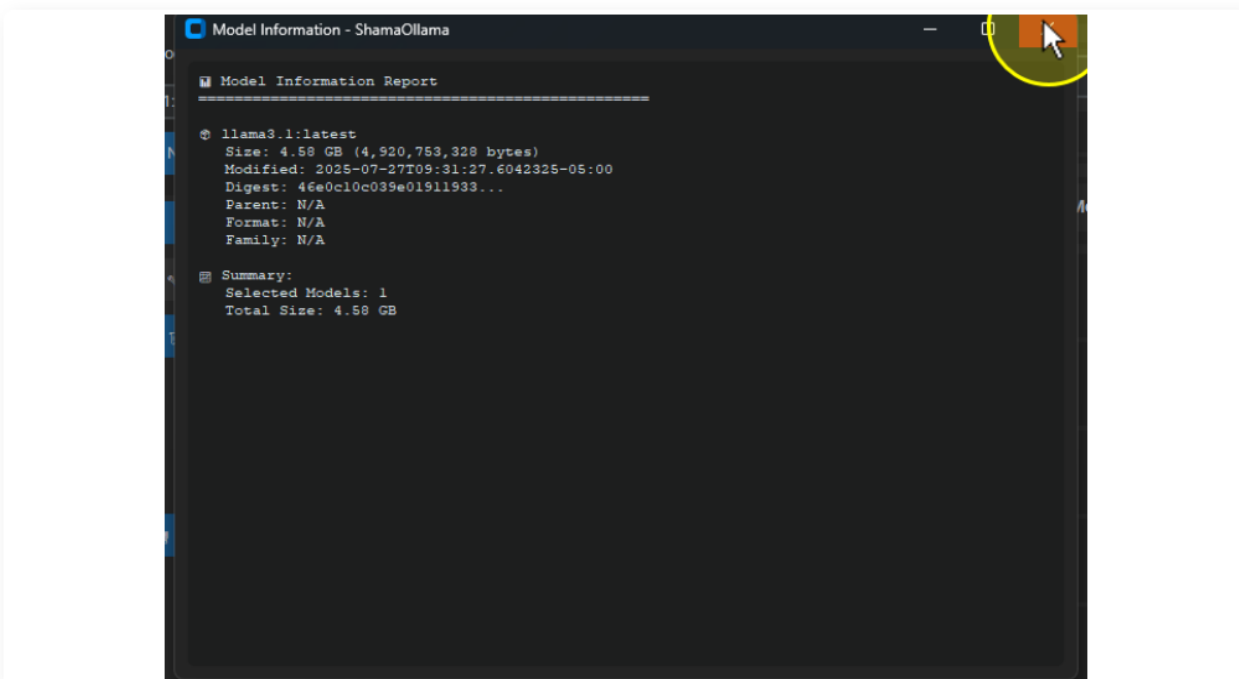 Model Information - ShamaOllama
Model Information Report
==================================================
llama3.1:latest
Size: 4.58 GB (4,920,753,328 bytes)
Modified: 2025-07-27T09:31:27.6042325-05:00
Digest: 46e0c10c039e01911933...
Parent: N/A
Format: N/A
Family: N/A
Summary:
Selected Models: 1
Total Size: 4.58 GB